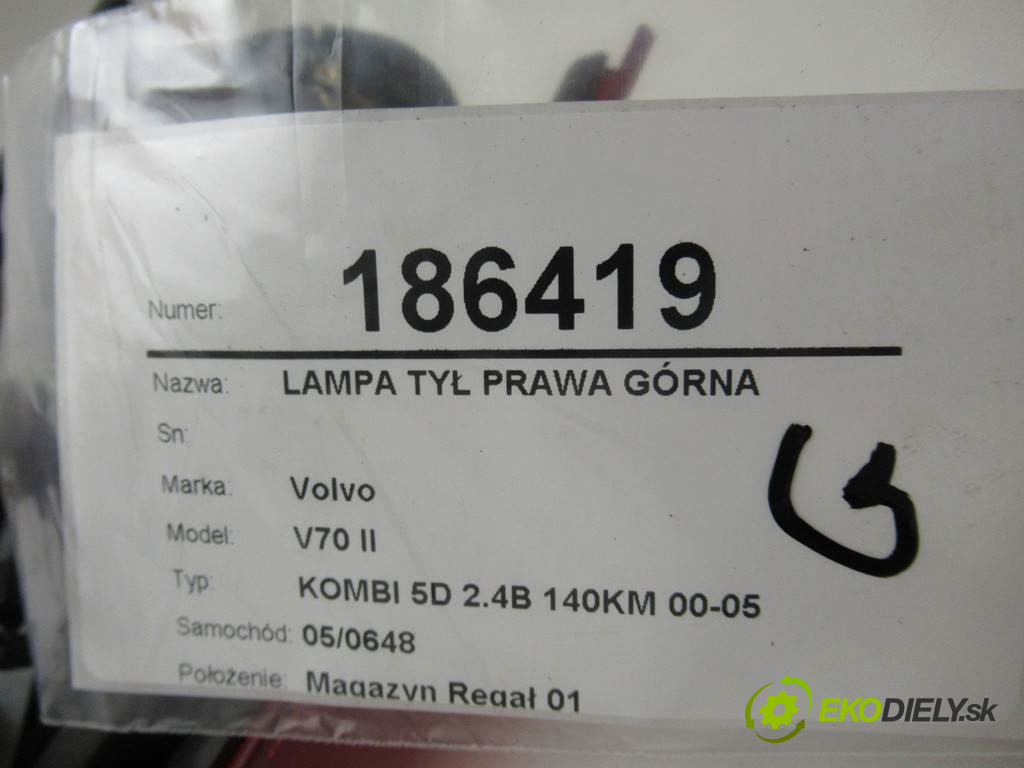 Numer: 186419
Nazwa: LAMPA TYŁ PRAWA GÓRNA
Sn:
Marka: Volvo
Model: V70 II
Typ: KOMBI 5D 2.4B 140KM 00-05
Samochód: 05/0648
Położenie: Magazyn Regał 01
EKODIELY.sk